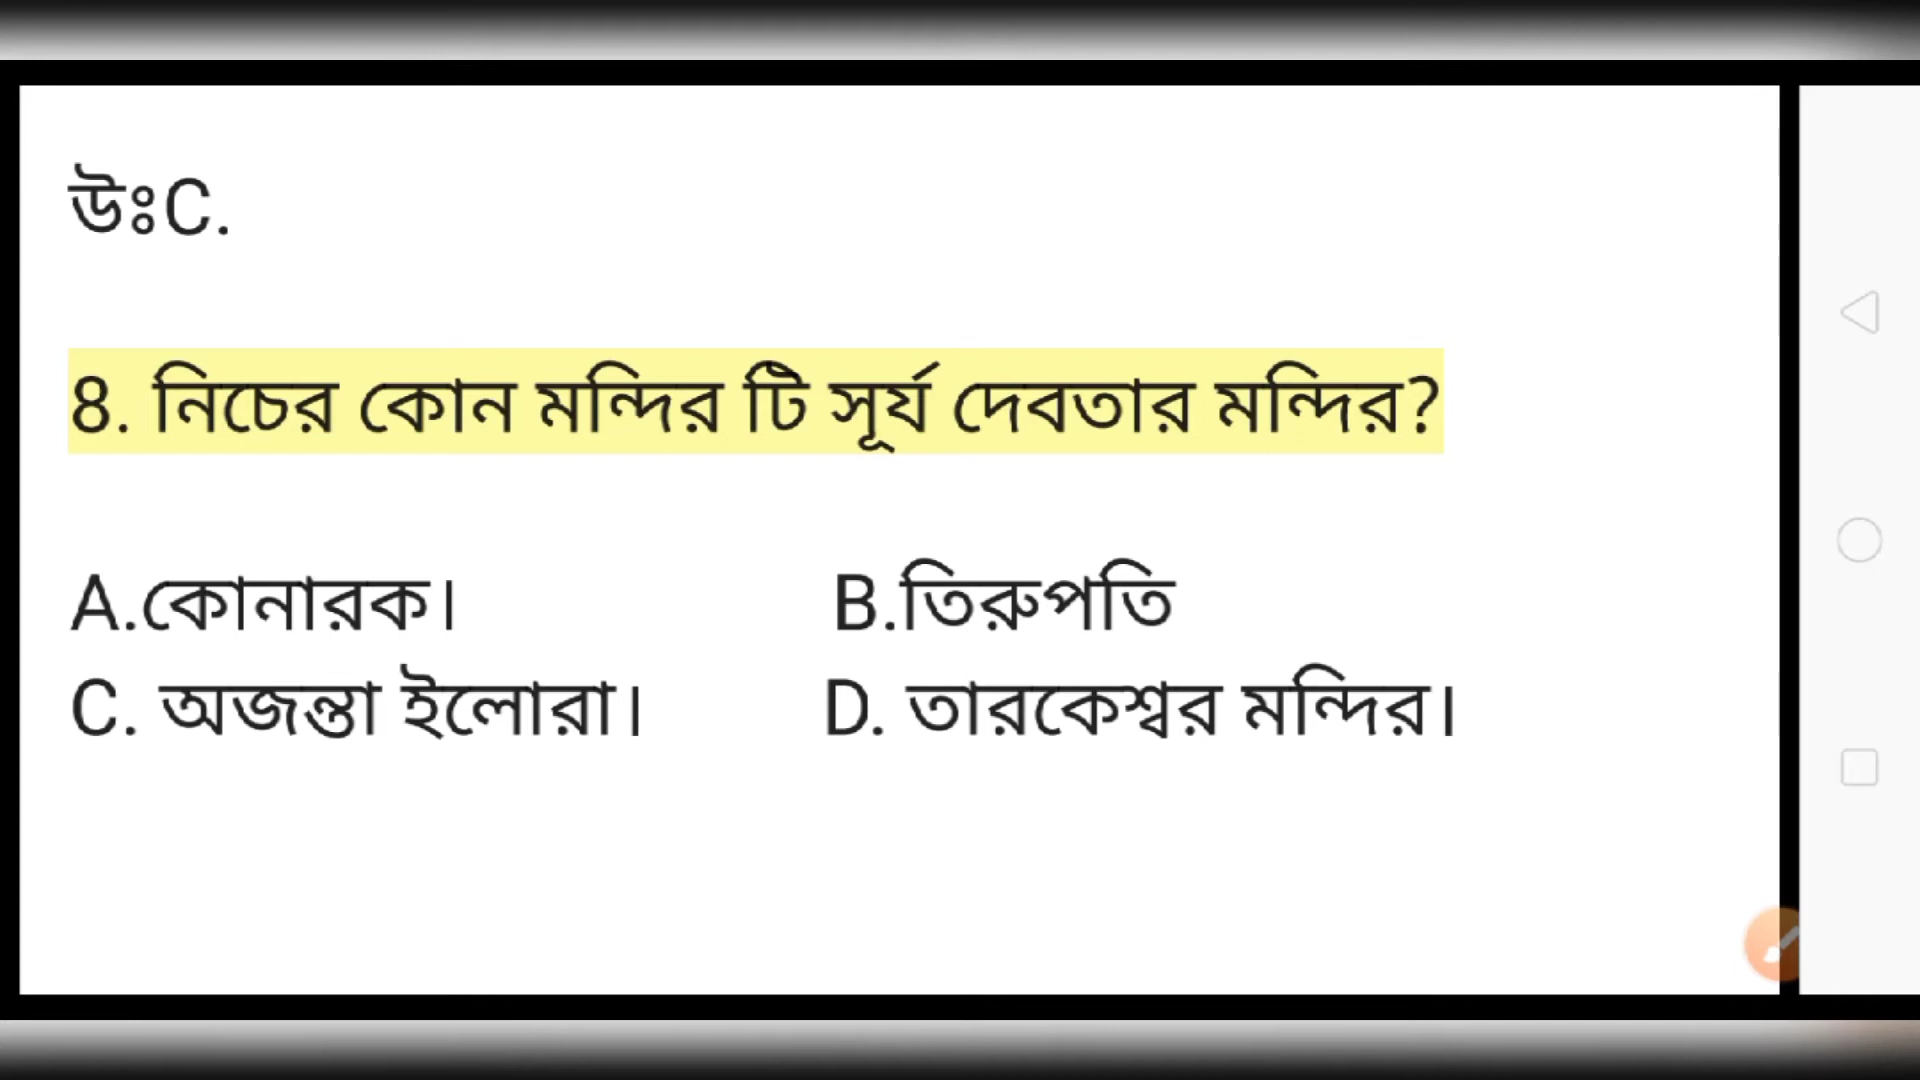 উঃC.
8. নিচের কোন মন্দির টি সূর্য দেবতার মন্দির?
A.কোনারক। B.তিরুপতি
C. অজন্তা ইলোরা। D. তারকেশ্বর মন্দির।